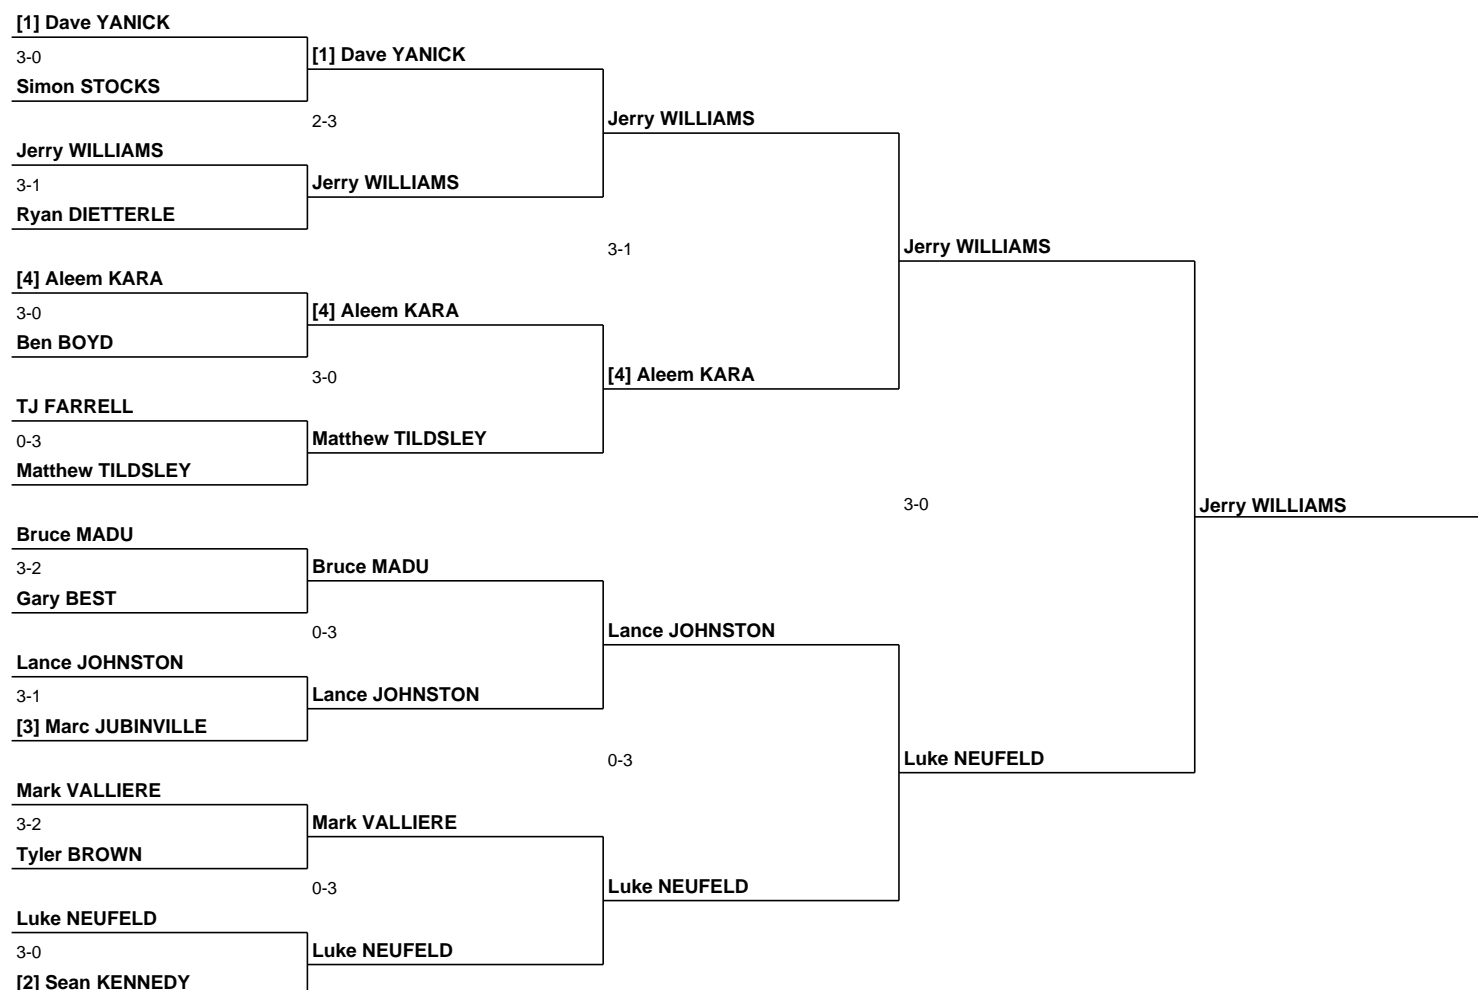 [1] Dave YANICK
3-0
Simon STOCKS
Jerry WILLIAMS
3-1
Ryan DIETTERLE
[4] Aleem KARA
3-0
Ben BOYD
TJ FARRELL
0-3
Matthew TILDSLEY
Bruce MADU
3-2
Gary BEST
Lance JOHNSTON
3-1
[3] Marc JUBINVILLE
Mark VALLIERE
3-2
Tyler BROWN
Luke NEUFELD
3-0
[2] Sean KENNEDY
[1] Dave YANICK
2-3
Jerry WILLIAMS
[4] Aleem KARA
3-0
Matthew TILDSLEY
Bruce MADU
0-3
Lance JOHNSTON
Mark VALLIERE
0-3
Luke NEUFELD
Jerry WILLIAMS
3-1
[4] Aleem KARA
Lance JOHNSTON
0-3
Luke NEUFELD
Jerry WILLIAMS
3-0
Luke NEUFELD
Jerry WILLIAMS